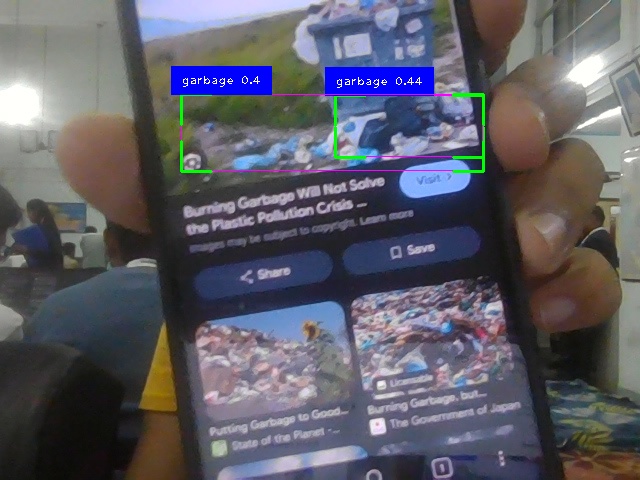 garbage 0.4
garbage 0.44
Burning Garbage Will Not Solve
the Plastic Pollution Crisis ...
Visit >
Images may be subject to copyright. Learn more
Share
Save
Licensable
Putting Garbage to Good...
State of the Planet -...
Burning Garbage, but...
The Government of Japan
1